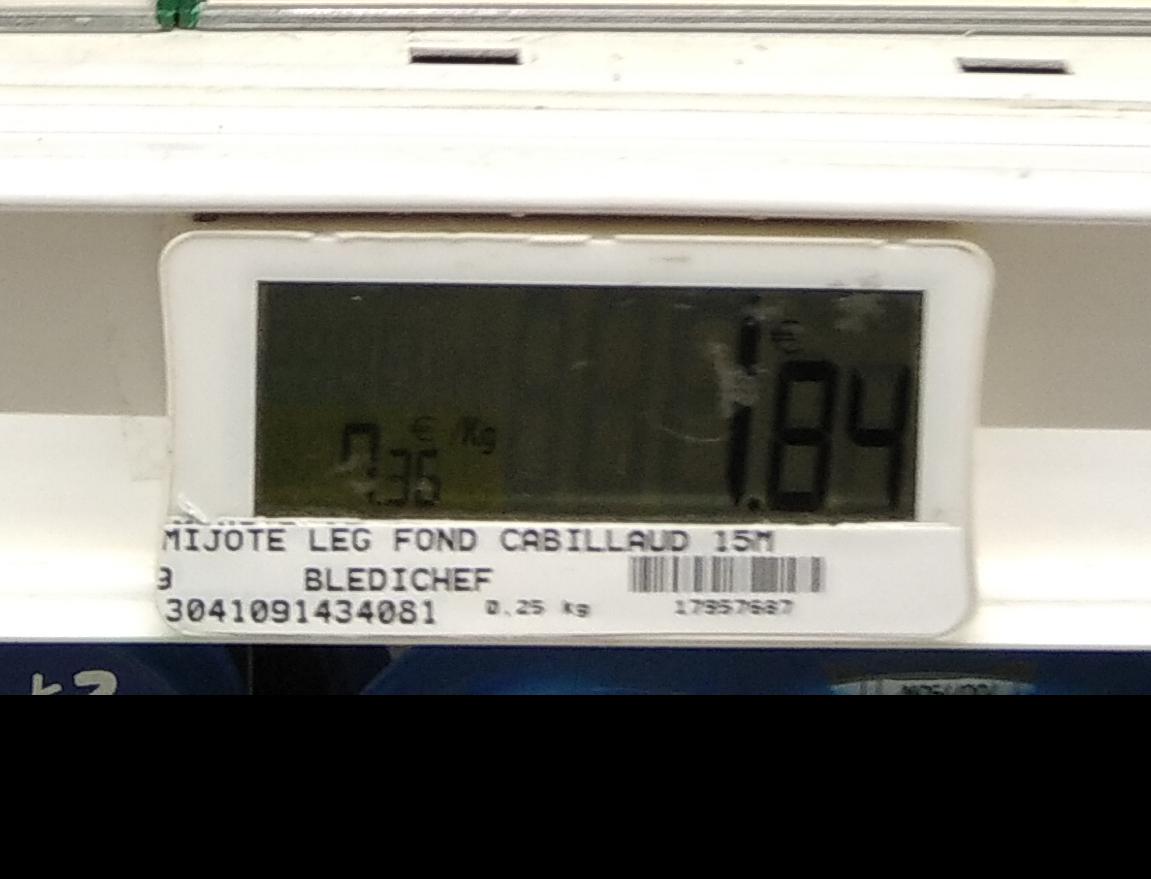 1.84 €
7.36 € /Kg
MIJOTE LEG FOND CABILLAUD 15M
BLEDICHEF
3041091434081 0.25 kg 17957687